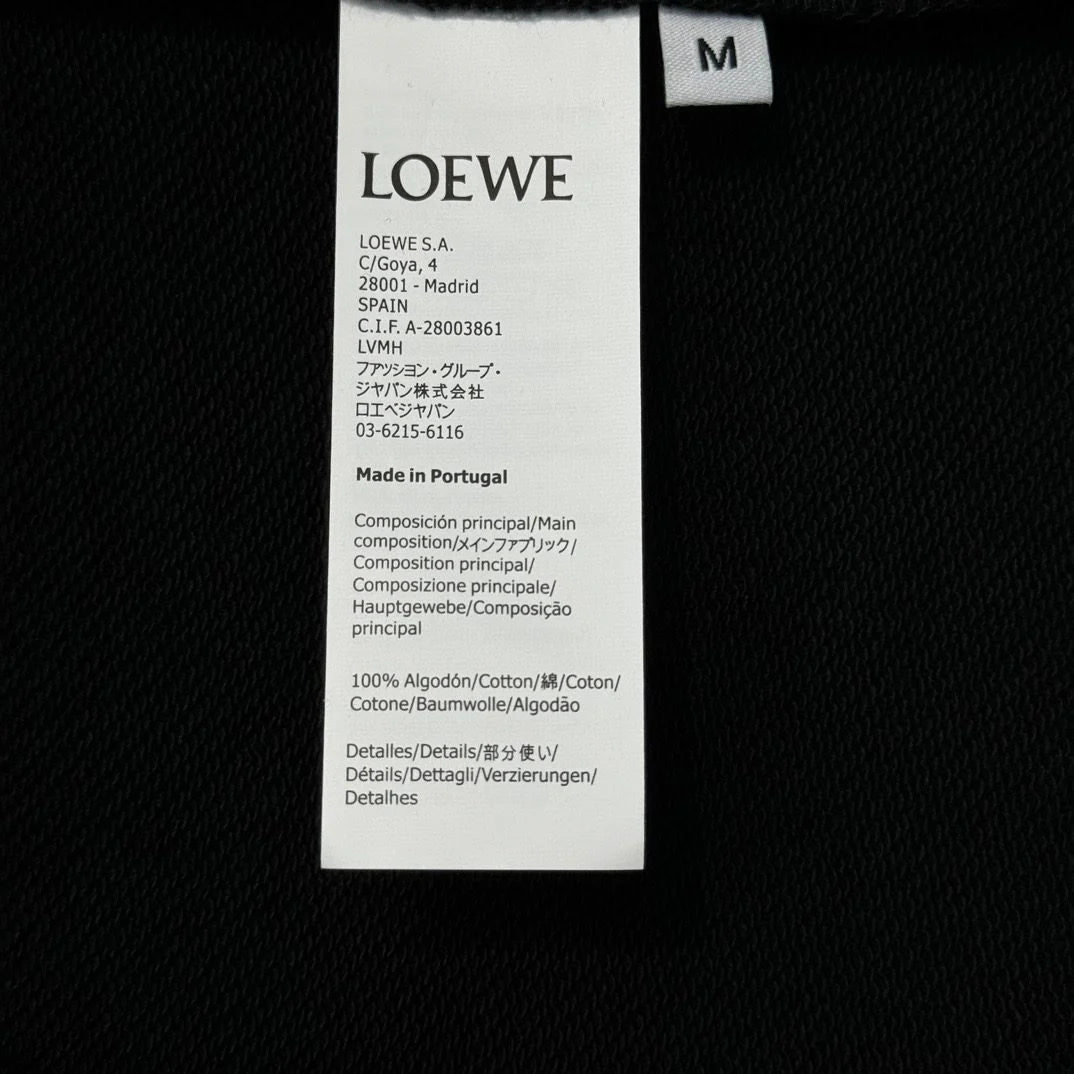 M
LOEWE
LOEWE S.A.
C/Goya, 4
28001 - Madrid
SPAIN
C.I.F. A-28003861
LVMH
ファッション・グループ・
ジャパン株式会社
ロエベジャパン
03-6215-6116
Made in Portugal
Composición principal/Main
composition/メインファブリック/
Composition principal/
Composizione principale/
Hauptgewebe/Composição
principal
100% Algodón/Cotton/綿/Coton/
Cotone/Baumwolle/Algodão
Detalles/Details/部分使い/
Détails/Dettagli/Verzierungen/
Detalhes